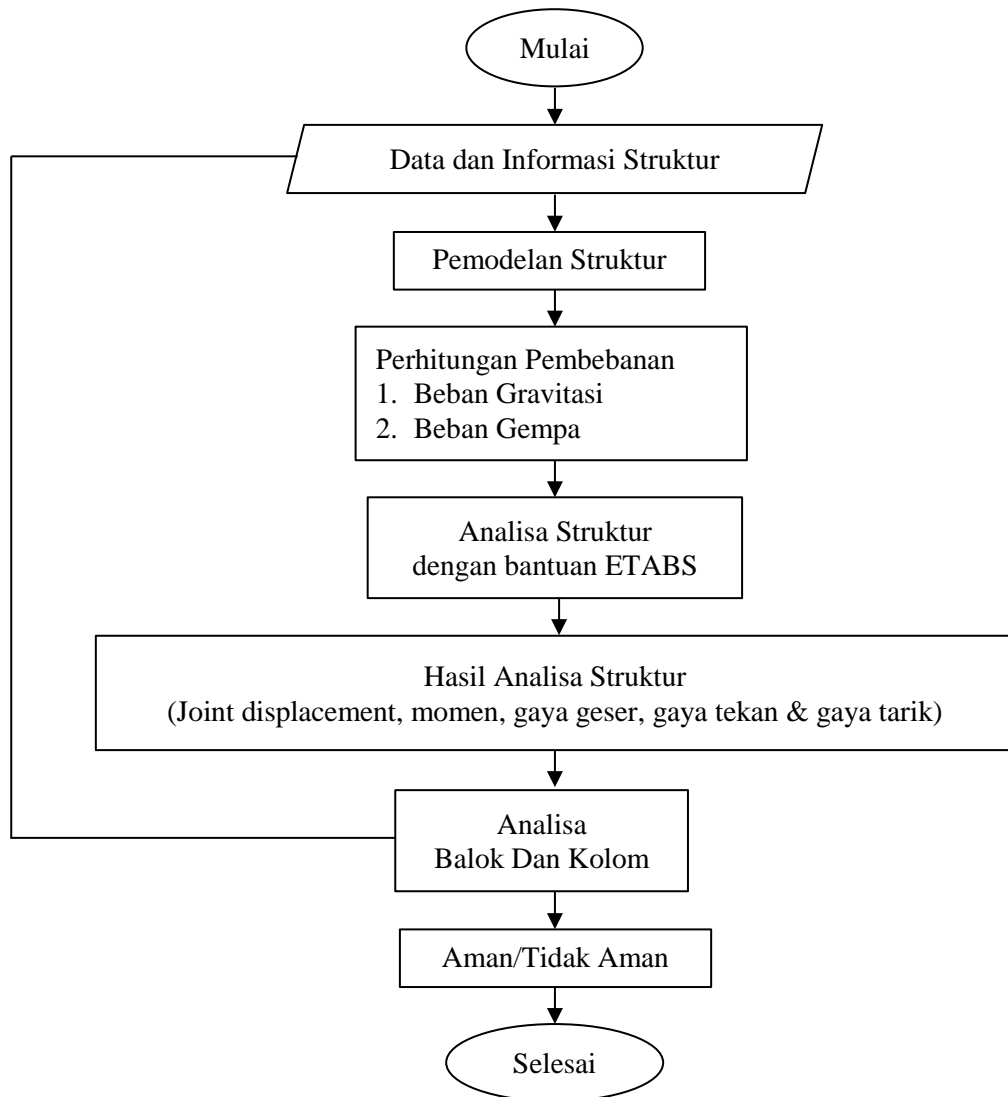 Mulai
Data dan Informasi Struktur
Pemodelan Struktur
Perhitungan Pembebanan
1. Beban Gravitasi
2. Beban Gempa
Analisa Struktur
dengan bantuan ETABS
Hasil Analisa Struktur
(Joint displacement, momen, gaya geser, gaya tekan & gaya tarik)
Analisa
Balok Dan Kolom
Aman/Tidak Aman
Selesai